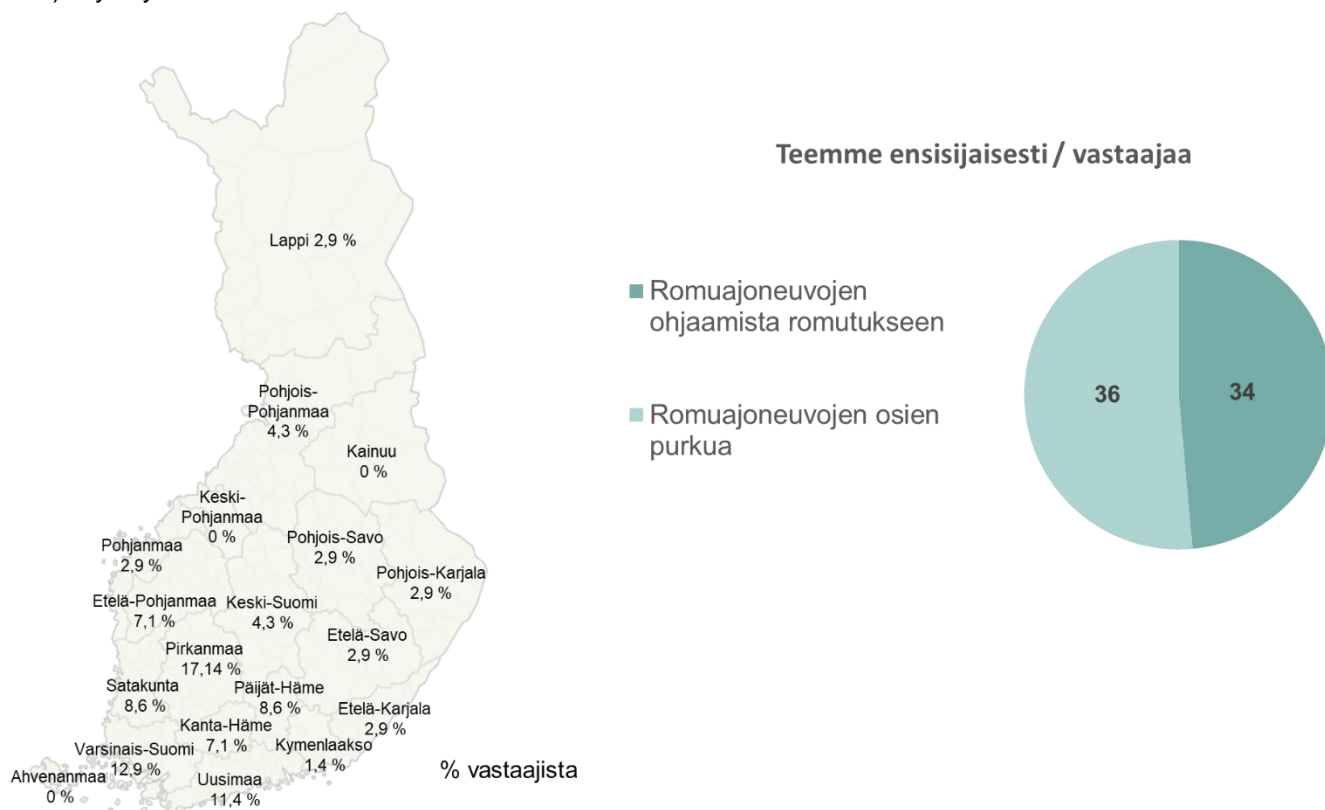 Lappi 2,9 %
Pohjois-
Pohjanmaa
4,3 %
Kainuu
0 %
Keski-
Pohjanmaa
0 %
Pohjois-Savo
2,9 %
Pohjanmaa
2,9 %
Pohjois-Karjala
2,9 %
Etelä-Pohjanmaa
7,1 %
Keski-Suomi
4,3 %
Etelä-Savo
2,9 %
Pirkanmaa
17,14 %
Satakunta
8,6 %
Päijät-Häme
8,6 %
Etelä-Karjala
2,9 %
Kanta-Häme
7,1 %
Kymenlaakso
1,4 %
Varsinais-Suomi
12,9 %
Ahvenanmaa
0 %
Uusimaa
11,4 %
% vastaajista
Teemme ensisijaisesti / vastaajaa
Romuajoneuvojen
ohjaamista romutukseen
Romuajoneuvojen osien
purkua
36
34